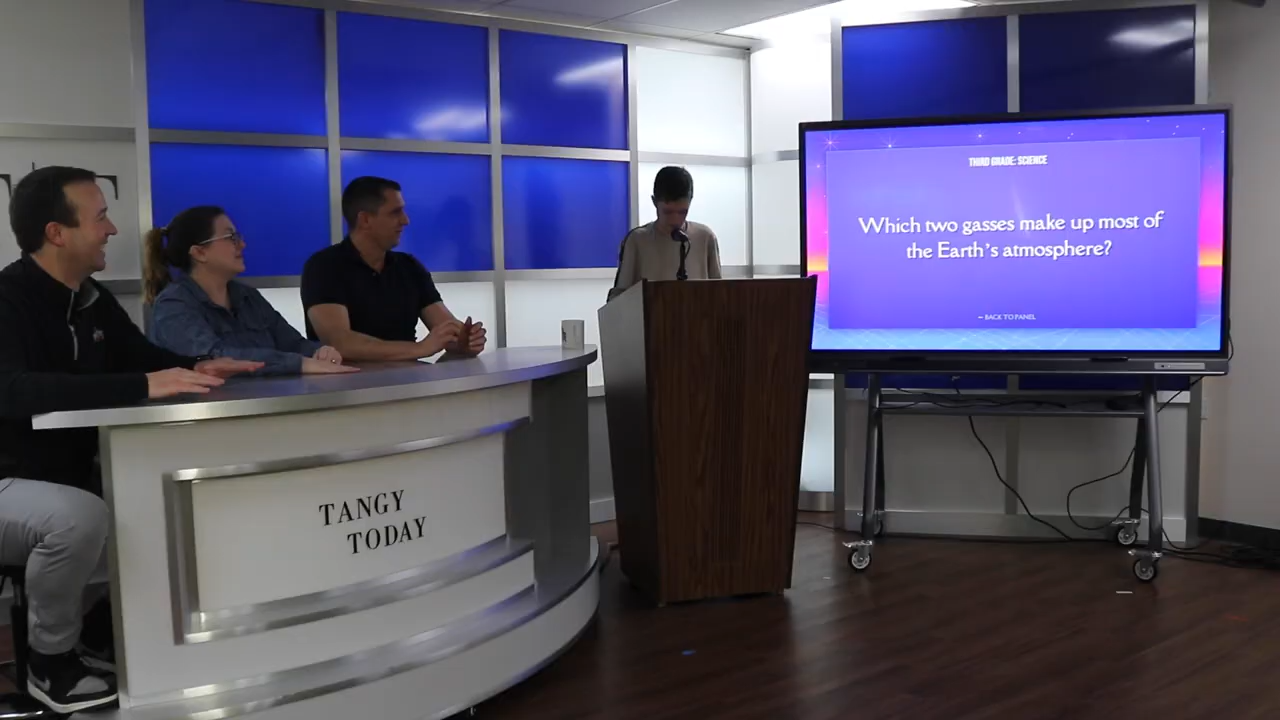 THIRD GRADE: SCIENCE
Which two gasses make up most of
the Earth's atmosphere?
← BACK TO PANEL
TANGY
TODAY